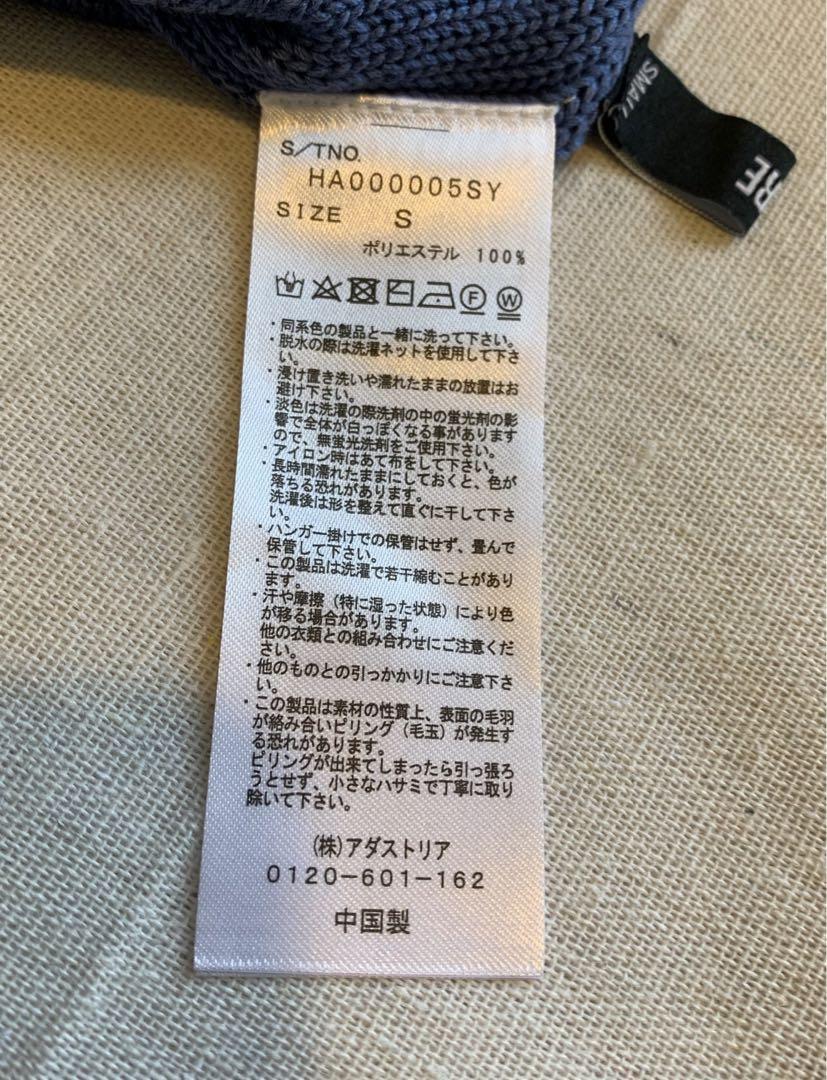 S/TNO.
HA000005SY
SIZE S
ポリエステル 100%
F W
・同系色の製品と一緒に洗って下さい。
・脱水の際は洗濯ネットを使用して下さ
い。
・浸け置き洗いや濡れたままの放置はお
避け下さい。
・淡色は洗濯の際洗剤の中の蛍光剤の影
響で全体が白っぽくなる事があります
ので、無蛍光洗剤をご使用下さい。
・アイロン時はあて布をして下さい。
・長時間濡れたままにしておくと、色が
落ちる恐れがあります。
洗濯後は形を整えて直ぐに干して下さ
い。
・ハンガー掛けでの保管はせず、畳んで
保管して下さい。
・この製品は洗濯で若干縮むことがあり
ます。
・汗や摩擦（特に湿った状態）により色
が移る場合があります。
他の衣類との組み合わせにご注意くだ
さい。
・他のものとの引っかかりにご注意下さ
い。
・この製品は素材の性質上、表面の毛羽
が絡み合いピリング（毛玉）が発生す
る恐れがあります。
ピリングが出来てしまったら引っ張ろ
うとせず、小さなハサミで丁寧に取り
除いて下さい。
(株)アダストリア
0120-601-162
中国製
RE